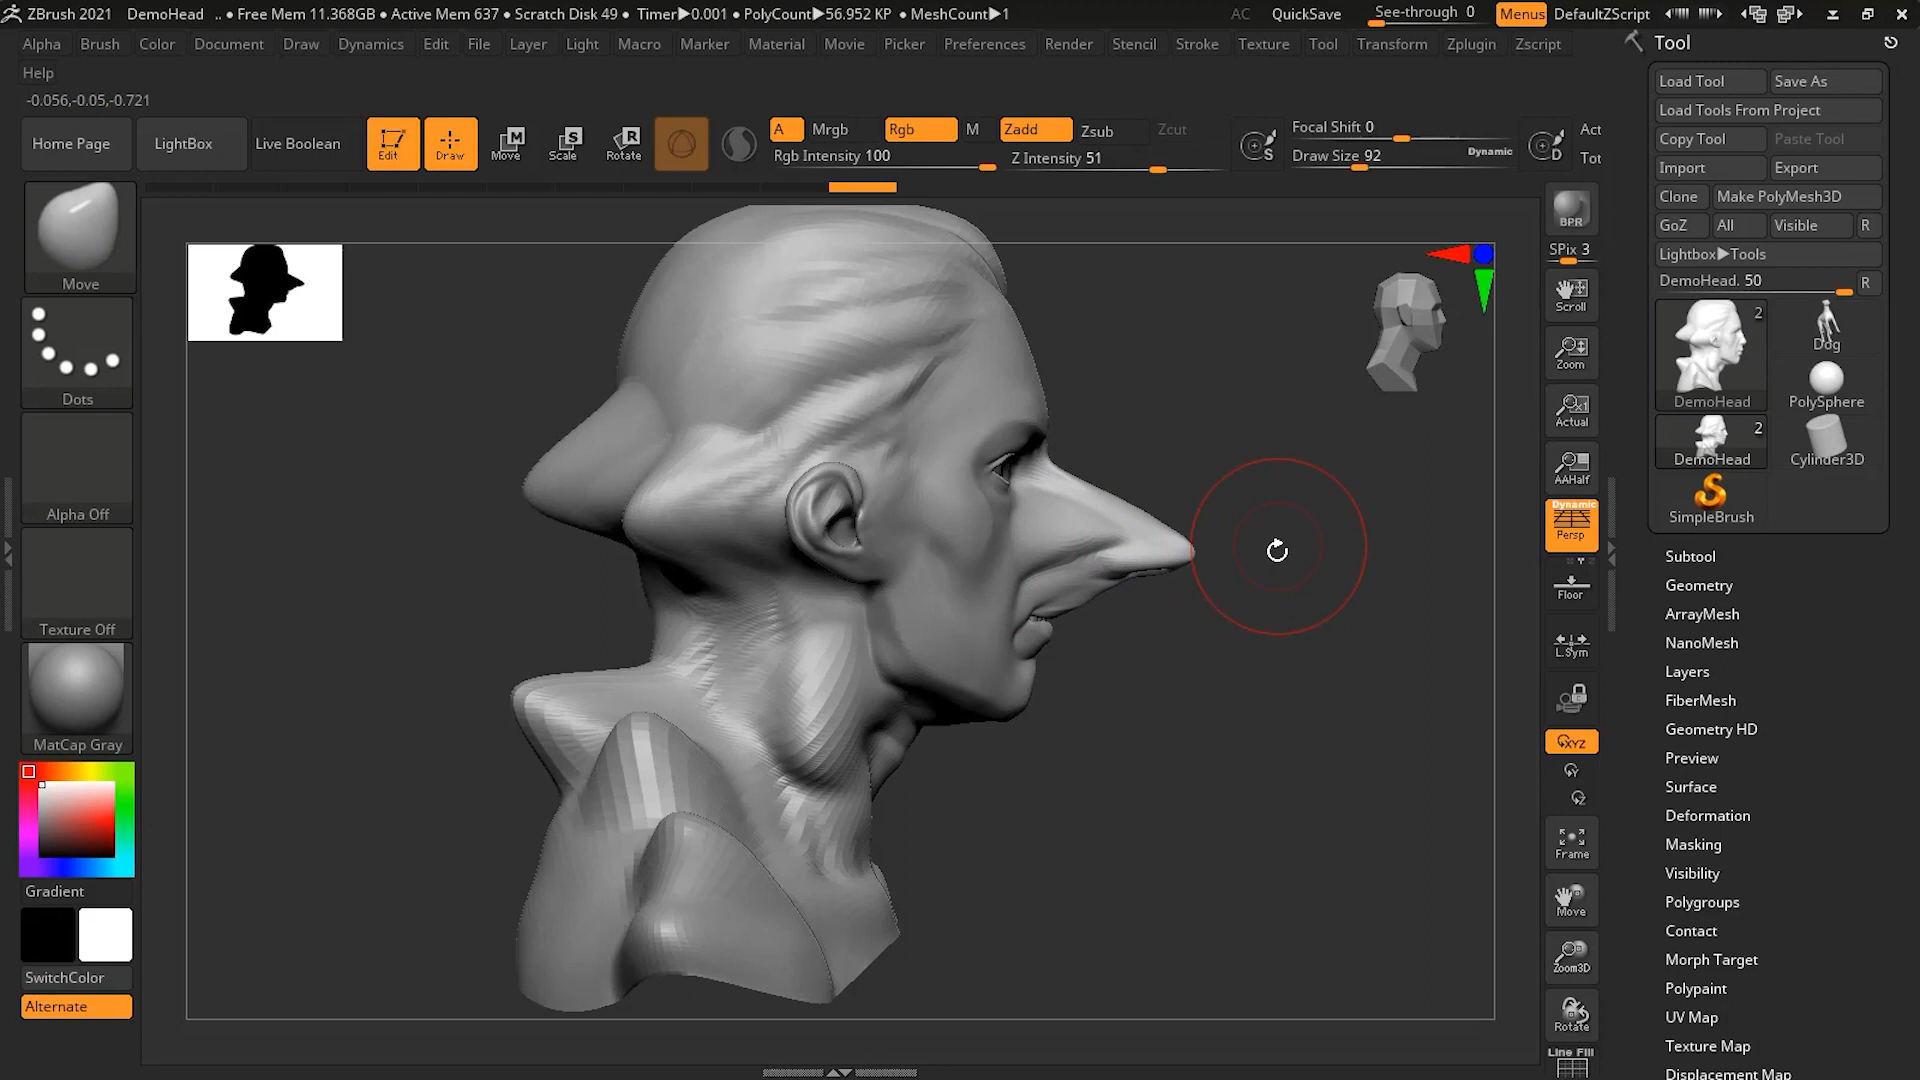 ZBrush 2021 DemoHead .. • Free Mem 11.368GB • Active Mem 637 • Scratch Disk 49 • Timer▶0.001 • PolyCount▶56.952 KP • MeshCount▶1 AC QuickSave See-through 0 Menus DefaultZScript
Alpha Brush Color Document Draw Dynamics Edit File Layer Light Macro Marker Material Movie Picker Preferences Render Stencil Stroke Texture Tool Transform Zplugin Zscript
Help
-0.056,-0.05,-0.721
Home Page LightBox Live Boolean Edit Draw Move Scale Rotate A Mrgb Rgb M Zadd Zsub Zcut Focal Shift 0 Act
M S R S D
Rgb Intensity 100 Z Intensity 51 Draw Size 92 Dynamic Tot
Move
Dots
Alpha Off
Texture Off
MatCap Gray
Gradient
SwitchColor
Alternate
BPR
SPix 3
Scroll
Zoom
Actual
AAHalf
Dynamic
Persp
Floor
L.Sym
XYZ
Y
Z
Frame
Move
Zoom3D
Rotate
Line Fill
Tool
Load Tool Save As
Load Tools From Project
Copy Tool Paste Tool
Import Export
Clone Make PolyMesh3D
GoZ All Visible R
Lightbox▶Tools
DemoHead. 50 R
2 Dog
DemoHead PolySphere
2
DemoHead Cylinder3D
SimpleBrush
Subtool
Geometry
ArrayMesh
NanoMesh
Layers
FiberMesh
Geometry HD
Preview
Surface
Deformation
Masking
Visibility
Polygroups
Contact
Morph Target
Polypaint
UV Map
Texture Map
Displacement Map